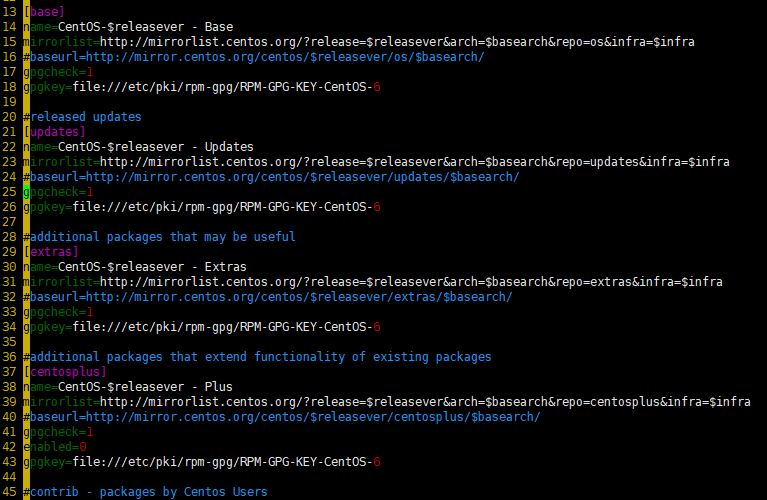 13 [base]
14 name=CentOS-$releasever - Base
15 mirrorlist=http://mirrorlist.centos.org/?release=$releasever&arch=$basearch&repo=os&infra=$infra
16 #baseurl=http://mirror.centos.org/centos/$releasever/os/$basearch/
17 gpgcheck=1
18 gpgkey=file:///etc/pki/rpm-gpg/RPM-GPG-KEY-CentOS-6
19
20 #released updates
21 [updates]
22 name=CentOS-$releasever - Updates
23 mirrorlist=http://mirrorlist.centos.org/?release=$releasever&arch=$basearch&repo=updates&infra=$infra
24 #baseurl=http://mirror.centos.org/centos/$releasever/updates/$basearch/
25 gpgcheck=1
26 gpgkey=file:///etc/pki/rpm-gpg/RPM-GPG-KEY-CentOS-6
27
28 #additional packages that may be useful
29 [extras]
30 name=CentOS-$releasever - Extras
31 mirrorlist=http://mirrorlist.centos.org/?release=$releasever&arch=$basearch&repo=extras&infra=$infra
32 #baseurl=http://mirror.centos.org/centos/$releasever/extras/$basearch/
33 gpgcheck=1
34 gpgkey=file:///etc/pki/rpm-gpg/RPM-GPG-KEY-CentOS-6
35
36 #additional packages that extend functionality of existing packages
37 [centosplus]
38 name=CentOS-$releasever - Plus
39 mirrorlist=http://mirrorlist.centos.org/?release=$releasever&arch=$basearch&repo=centosplus&infra=$infra
40 #baseurl=http://mirror.centos.org/centos/$releasever/centosplus/$basearch/
41 gpgcheck=1
42 enabled=0
43 gpgkey=file:///etc/pki/rpm-gpg/RPM-GPG-KEY-CentOS-6
44
45 #contrib - packages by Centos Users